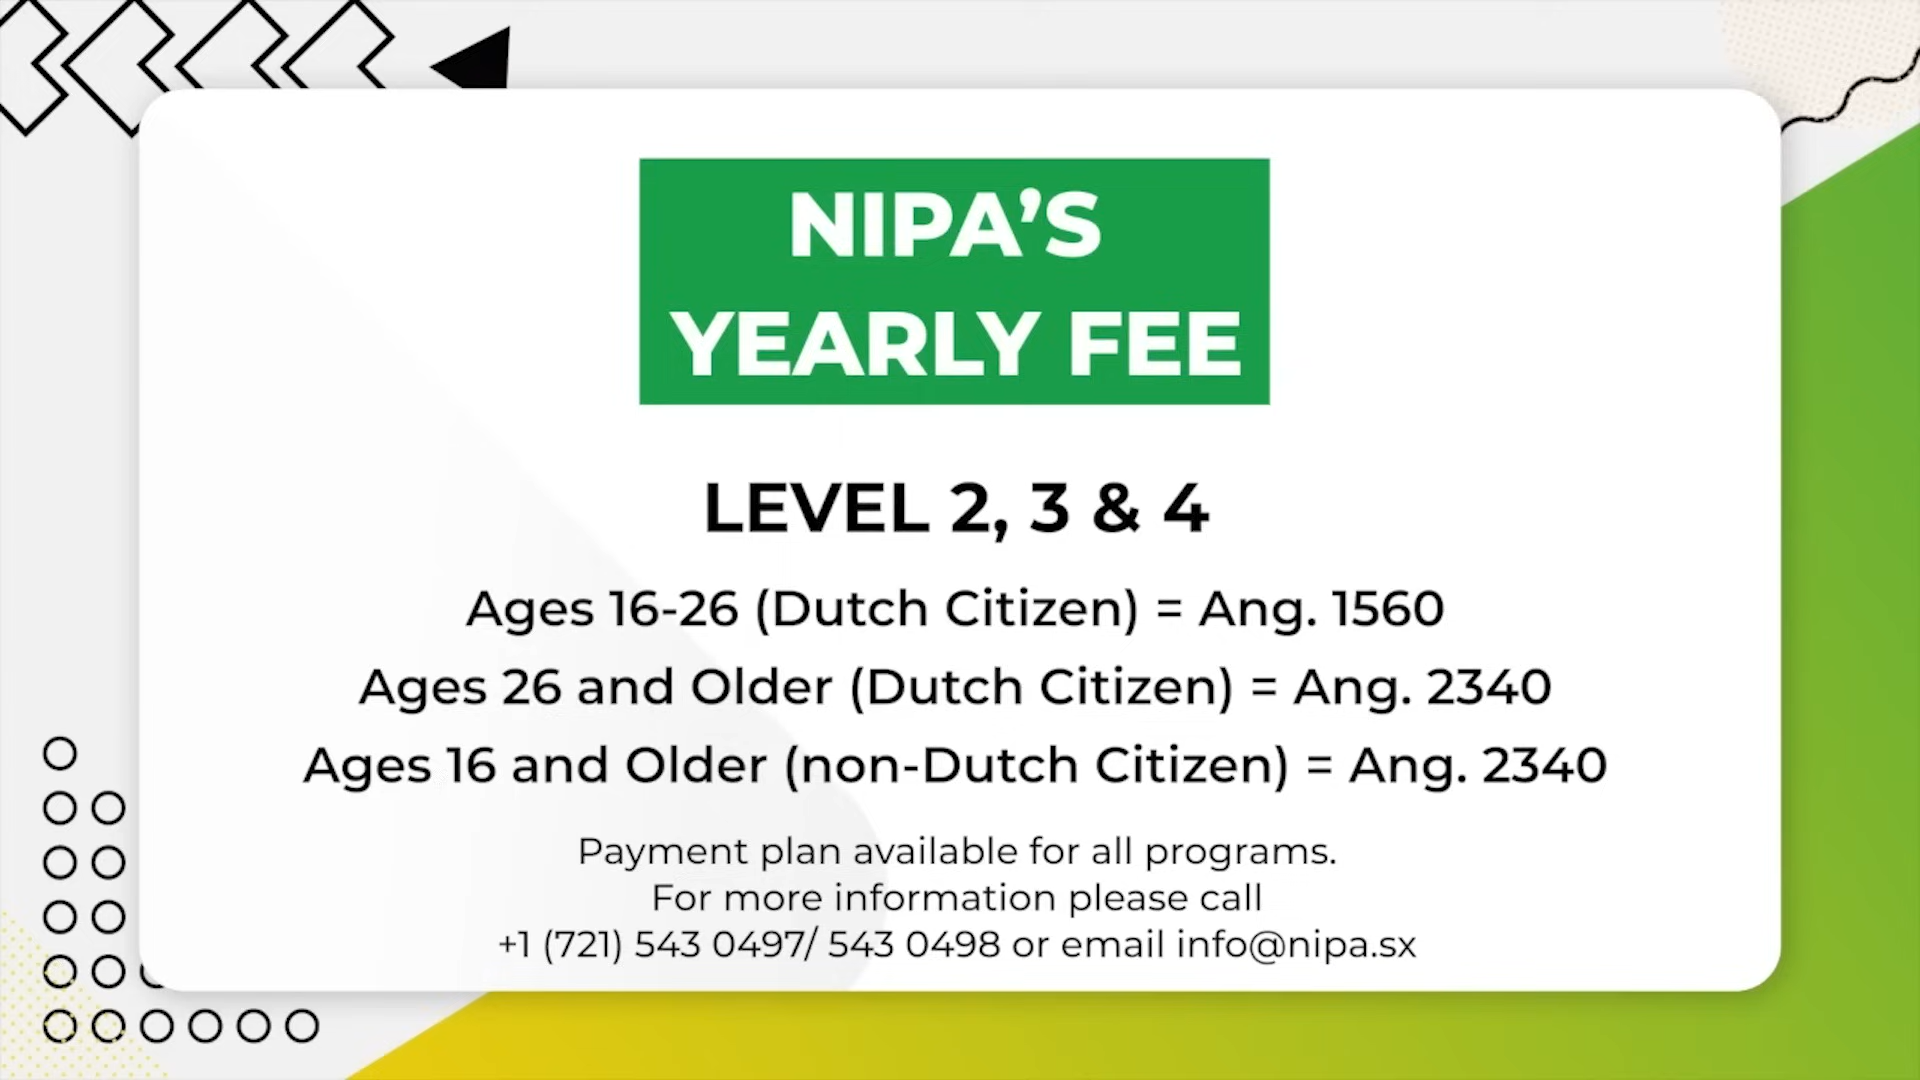 NIPA’S
YEARLY FEE
LEVEL 2, 3 & 4
Ages 16-26 (Dutch Citizen) = Ang. 1560
Ages 26 and Older (Dutch Citizen) = Ang. 2340
Ages 16 and Older (non-Dutch Citizen) = Ang. 2340
Payment plan available for all programs.
For more information please call
+1 (721) 543 0497/ 543 0498 or email info@nipa.sx